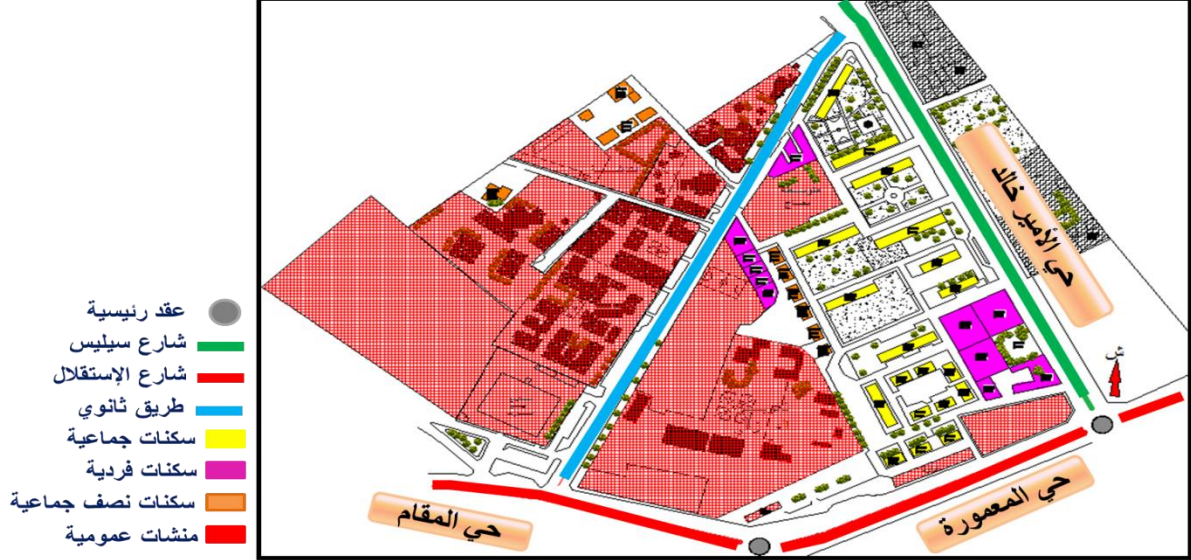 عقد رئيسية
شارع سيليس
شارع الإستقلال
طريق ثانوي
سكنات جماعية
سكنات فردية
سكنات نصف جماعية
منشات عمومية
حي الأمير خالد
ش
حي المعمورة
حي المقام